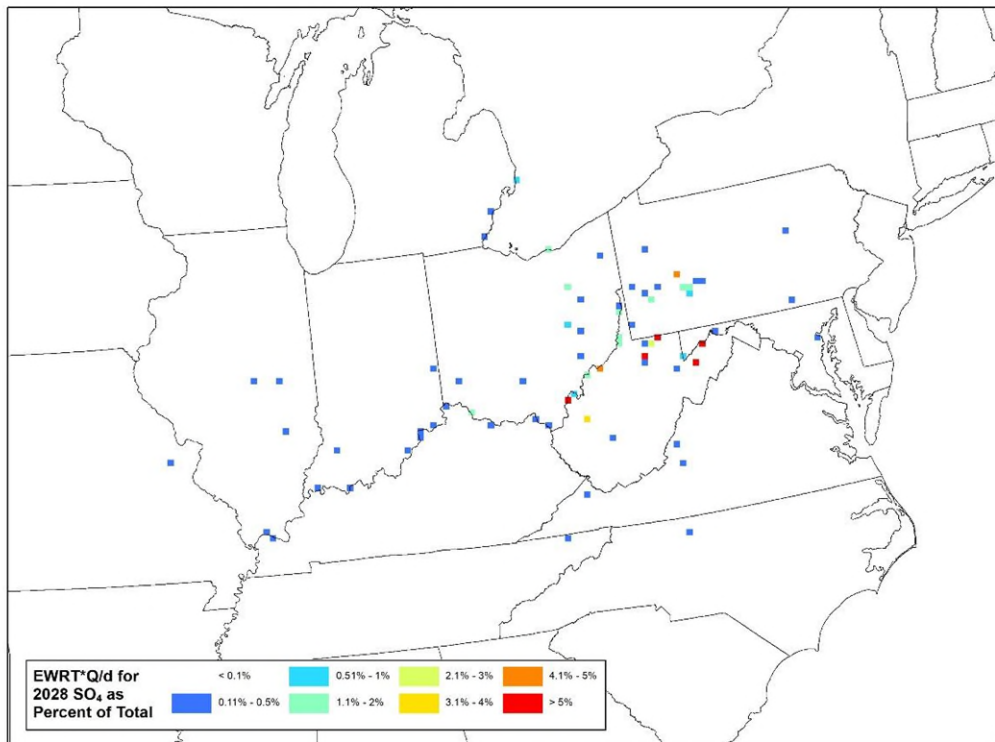 EWRT*Q/d for
2028 SO₄ as
Percent of Total
< 0.1%
0.11% - 0.5%
0.51% - 1%
1.1% - 2%
2.1% - 3%
3.1% - 4%
4.1% - 5%
> 5%